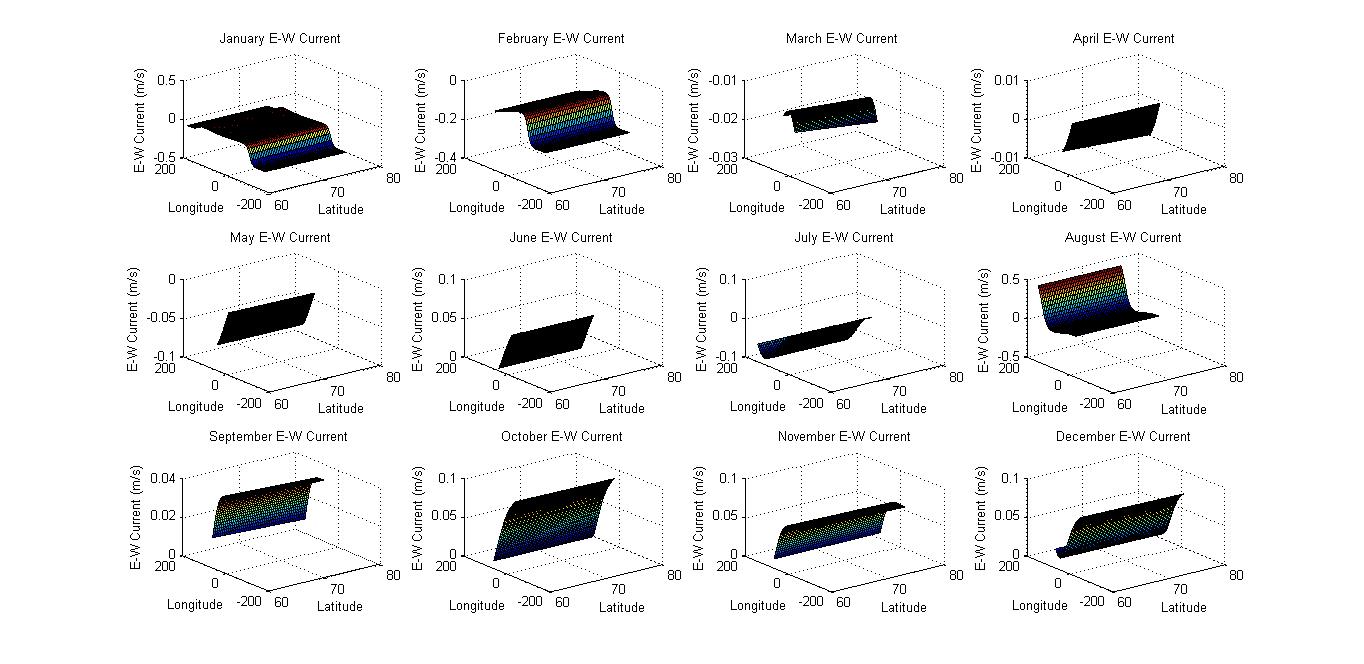 January E-W Current
February E-W Current
March E-W Current
April E-W Current
E-W Current (m/s)
0.5
0
-0.5
200
0
-200
Longitude
60
70
80
Latitude
E-W Current (m/s)
0
-0.2
-0.4
200
0
-200
Longitude
60
70
80
Latitude
E-W Current (m/s)
-0.01
-0.02
-0.03
200
0
-200
Longitude
60
70
80
Latitude
E-W Current (m/s)
0.01
0
-0.01
200
0
-200
Longitude
60
70
80
Latitude
May E-W Current
June E-W Current
July E-W Current
August E-W Current
E-W Current (m/s)
0
-0.05
-0.1
200
0
-200
Longitude
60
70
80
Latitude
E-W Current (m/s)
0.1
0.05
0
200
0
-200
Longitude
60
70
80
Latitude
E-W Current (m/s)
0.1
0
-0.1
200
0
-200
Longitude
60
70
80
Latitude
E-W Current (m/s)
0.5
0
-0.5
200
0
-200
Longitude
60
70
80
Latitude
September E-W Current
October E-W Current
November E-W Current
December E-W Current
E-W Current (m/s)
0.04
0.02
0
200
0
-200
Longitude
60
70
80
Latitude
E-W Current (m/s)
0.1
0.05
0
200
0
-200
Longitude
60
70
80
Latitude
E-W Current (m/s)
0.1
0.05
0
200
0
-200
Longitude
60
70
80
Latitude
E-W Current (m/s)
0.1
0.05
0
200
0
-200
Longitude
60
70
80
Latitude